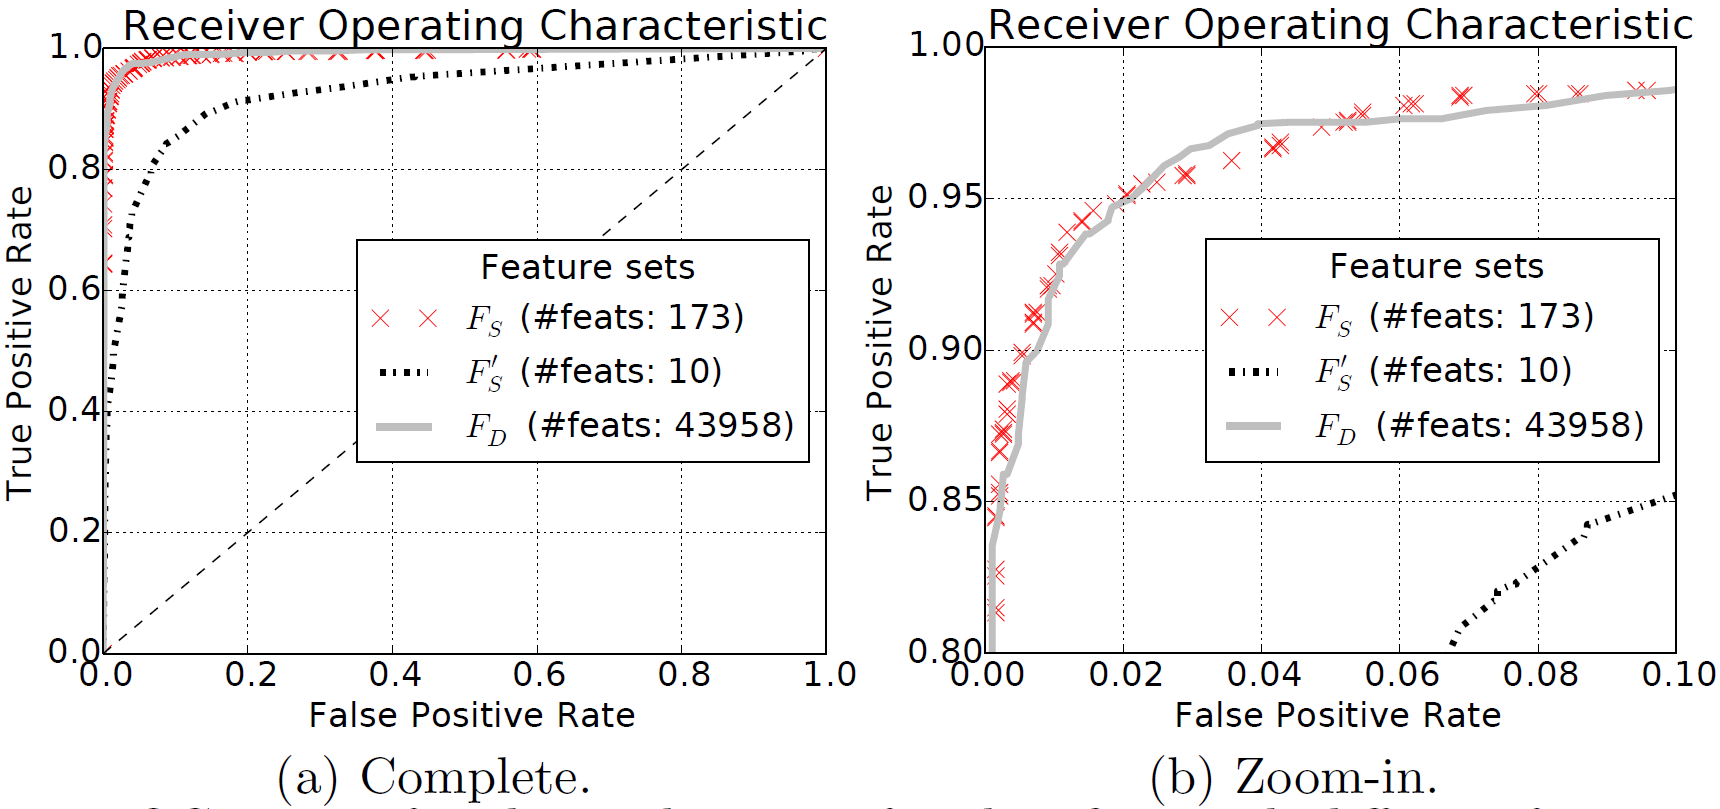 Receiver Operating Characteristic
1.0
0.8
0.6
0.4
0.2
0.0
True Positive Rate
Feature sets
F_S (#feats: 173)
F'_S (#feats: 10)
F_D (#feats: 43958)
0.0 0.2 0.4 0.6 0.8 1.0
False Positive Rate
(a) Complete.
Receiver Operating Characteristic
1.00
0.95
0.90
0.85
0.80
True Positive Rate
Feature sets
F_S (#feats: 173)
F'_S (#feats: 10)
F_D (#feats: 43958)
0.00 0.02 0.04 0.06 0.08 0.10
False Positive Rate
(b) Zoom-in.